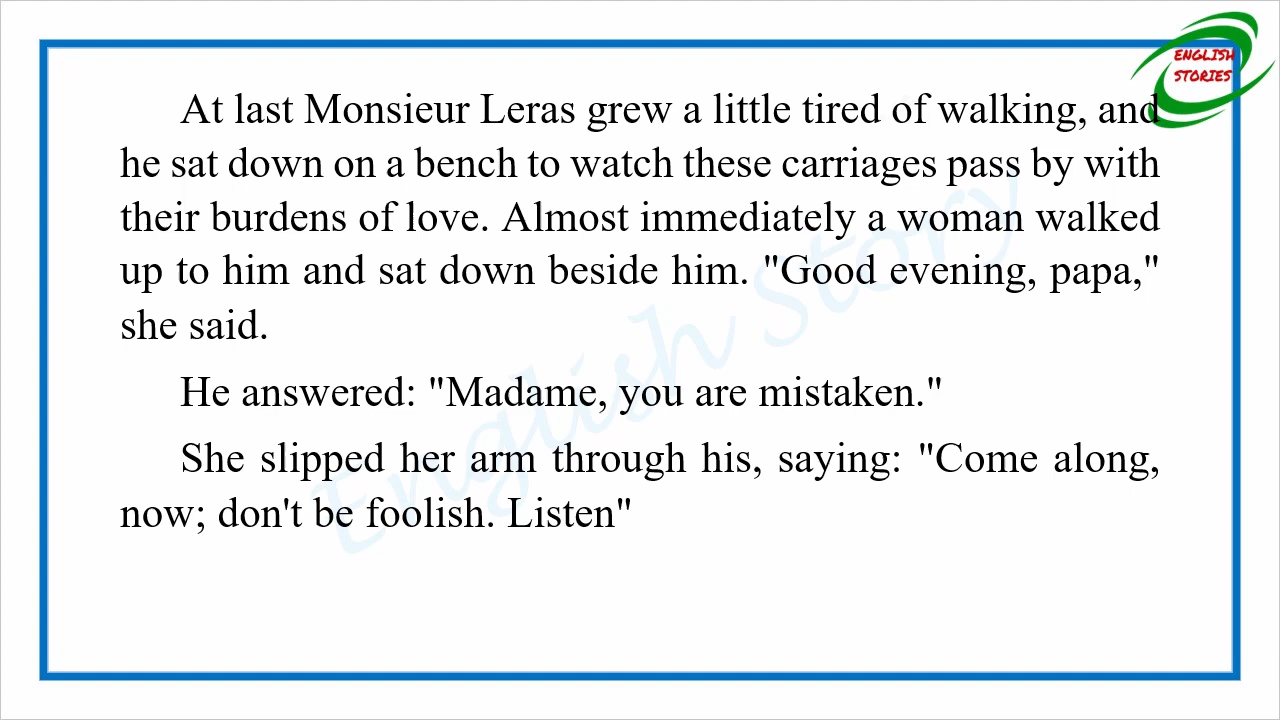 ENGLISH
STORIES
At last Monsieur Leras grew a little tired of walking, and
he sat down on a bench to watch these carriages pass by with
their burdens of love. Almost immediately a woman walked
up to him and sat down beside him. "Good evening, papa,"
she said.
He answered: "Madame, you are mistaken."
She slipped her arm through his, saying: "Come along,
now; don't be foolish. Listen"
English Story